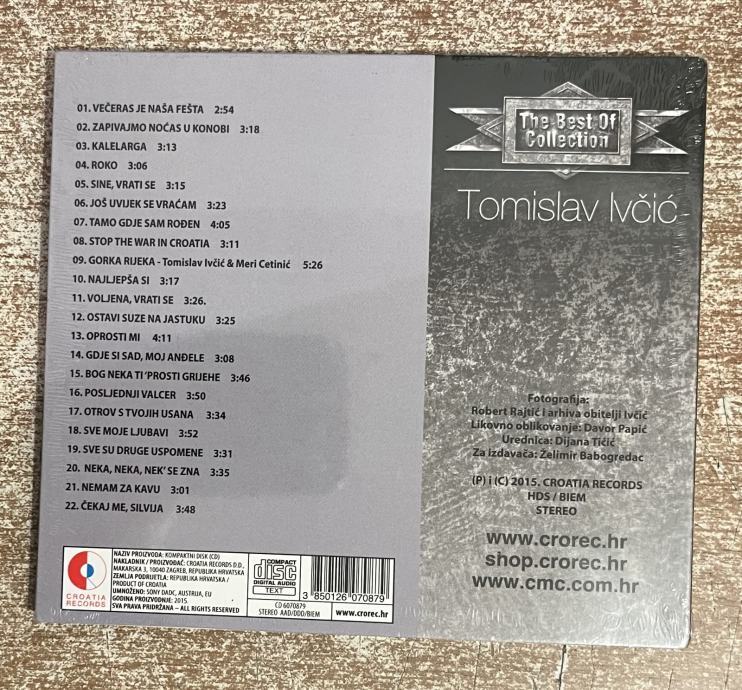 01. VEČERAS JE NAŠA FEŠTA 2:54
02. ZAPIVAJMO NOĆAS U KONOBI 3:18
03. KALELARGA 3:13
04. ROKO 3:06
05. SINE, VRATI SE 3:15
06. JOŠ UVIJEK SE VRAĆAM 3:23
07. TAMO GDJE SAM ROĐEN 4:05
08. STOP THE WAR IN CROATIA 3:11
09. GORKA RIJEKA - Tomislav Ivčić & Meri Cetinić 5:26
10. NAJLJEPŠA SI 3:17
11. VOLJENA, VRATI SE 3:26.
12. OSTAVI SUZE NA JASTUKU 3:25
13. OPROSTI MI 4:11
14. GDJE SI SAD, MOJ ANĐELE 3:08
15. BOG NEKA TI 'PROSTI GRIJEHE 3:46
16. POSLJEDNJI VALCER 3:50
17. OTROV S TVOJIH USANA 3:34
18. SVE MOJE LJUBAVI 3:52
19. SVE SU DRUGE USPOMENE 3:31
20. NEKA, NEKA, NEK' SE ZNA 3:35
21. NEMAM ZA KAVU 3:01
22. ČEKAJ ME, SILVIJA 3:48
CROATIA
RECORDS
NAZIV PROIZVODA: KOMPAKTNI DISK (CD)
NAKLADNIK / PROIZVOĐAČ: CROATIA RECORDS D.D.,
MAKARSKA 3, 10040 ZAGREB, REPUBLIKA HRVATSKA
ZEMLJA PODRIJETLA: REPUBLIKA HRVATSKA /
PRODUCT OF CROATIA
UMNOŽENO: SONY DADC, AUSTRIJA, EU
GODINA PROIZVODNJE: 2015.
SVA PRAVA PRIDRŽANA – ALL RIGHTS RESERVED
COMPACT
disc
DIGITAL AUDIO
TEXT
CD 6070879
STEREO AAD/DDD/BIEM
3 850126 070879
www.crorec.hr
The Best Of
Collection
Tomislav Ivčić
Fotografija:
Robert Rajtić i arhiva obitelji Ivčić
Likovno oblikovanje: Davor Papić
Urednica: Dijana Tičić
Za izdavača: Želimir Babogredac
(P) i (C) 2015. CROATIA RECORDS
HDS / BIEM
STEREO
www.crorec.hr
shop.crorec.hr
www.cmc.com.hr